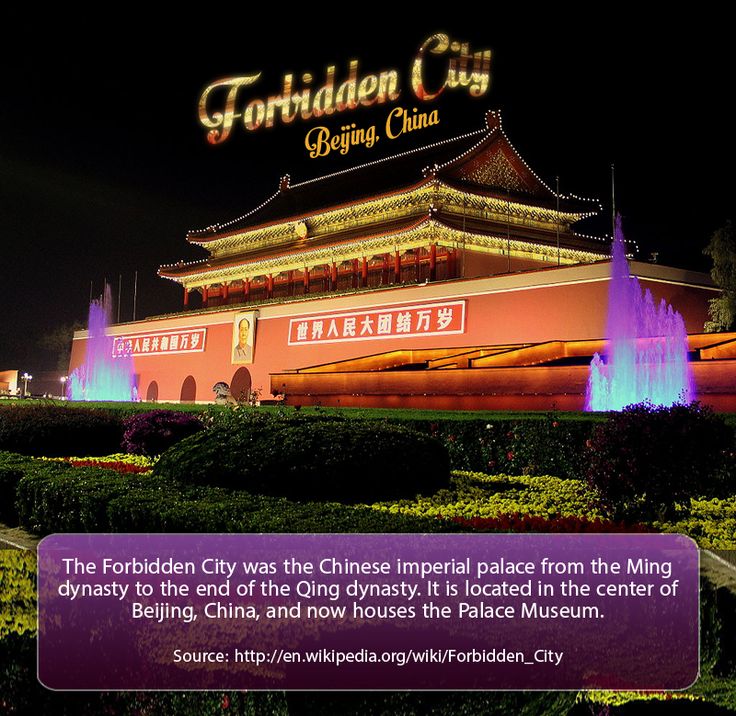 Forbidden City
Beijing, China
中华人民共和国万岁
世界人民大团结万岁
The Forbidden City was the Chinese imperial palace from the Ming
dynasty to the end of the Qing dynasty. It is located in the center of
Beijing, China, and now houses the Palace Museum.
Source: http://en.wikipedia.org/wiki/Forbidden_City